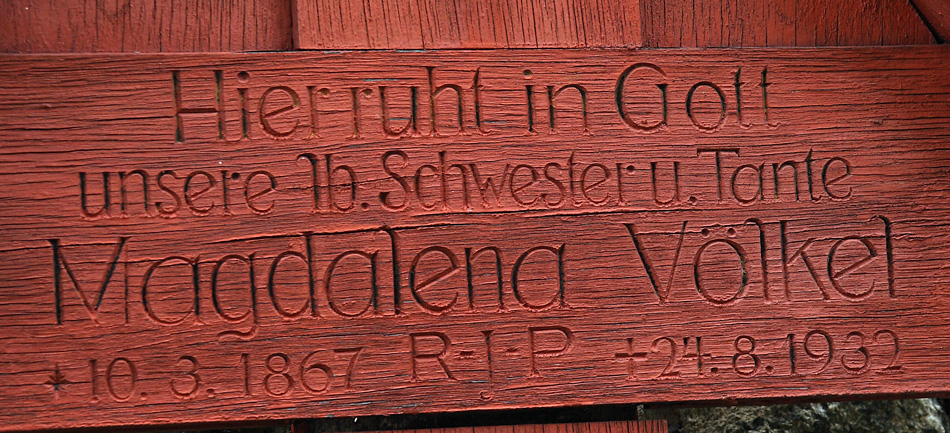 Hier ruht in Gott
unsere lb. Schwester u. Tante
Magdalena Völkel
* 10. 3. 1867 R-I-P + 24. 8. 1932